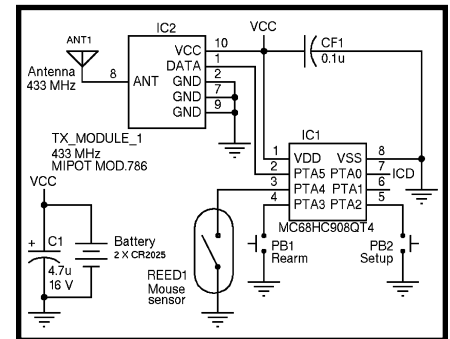 IC2
VCC
ANT1
VCC 10
CF1
0.1u
DATA 1
Antenna
433 MHz
8 ANT
GND 2
GND 7
GND 9
TX_MODULE_1
433 MHz
MIPOT MOD.786
IC1
1 VDD VSS 8
2 PTA5 PTA0 7 ICD
3 PTA4 PTA1 6
4 PTA3 PTA2 5
MC68HC908QT4
VCC
+ C1
4.7u
16 V
Battery
2 X CR2025
REED1
Mouse
sensor
PB1
Rearm
PB2
Setup